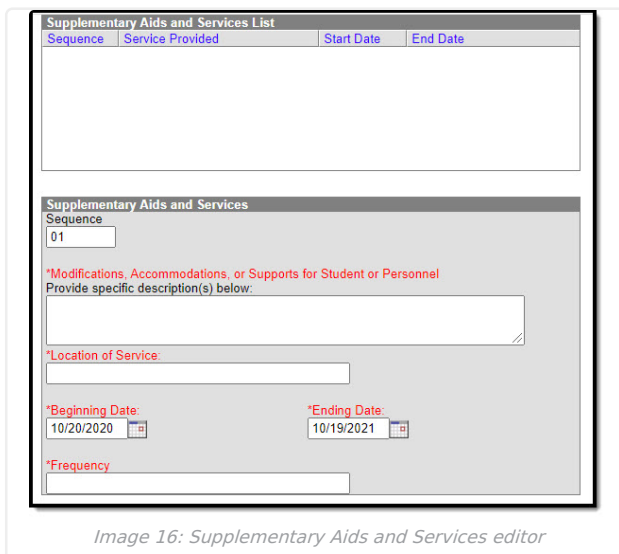 Supplementary Aids and Services List
Sequence Service Provided Start Date End Date
Supplementary Aids and Services
Sequence
01
*Modifications, Accommodations, or Supports for Student or Personnel
Provide specific description(s) below:
*Location of Service:
*Beginning Date: *Ending Date:
10/20/2020 10/19/2021
*Frequency
Image 16: Supplementary Aids and Services editor